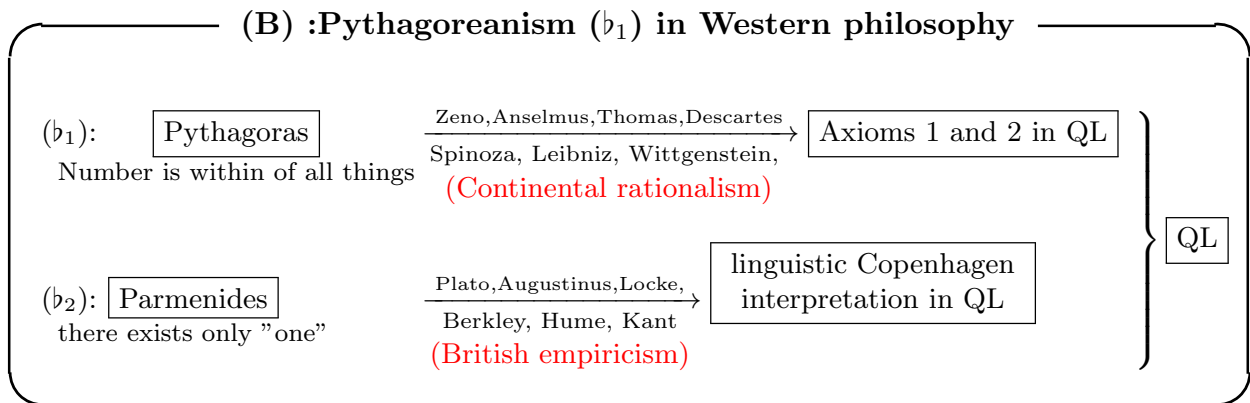 (B) :Pythagoreanism (♭₁) in Western philosophy
Zeno,Anselmus,Thomas,Descartes
(♭₁): Pythagoras Axioms 1 and 2 in QL
Number is within of all things Spinoza, Leibniz, Wittgenstein,
(Continental rationalism)
QL
linguistic Copenhagen
Plato,Augustinus,Locke,
(♭₂): Parmenides interpretation in QL
there exists only "one" Berkley, Hume, Kant
(British empiricism)